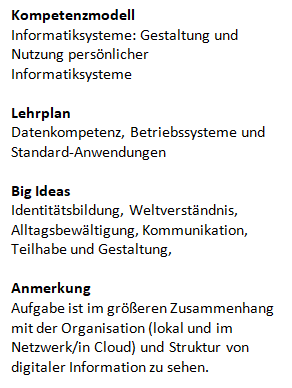 Kompetenzmodell
Informatiksysteme: Gestaltung und
Nutzung persönlicher
Informatiksysteme
Lehrplan
Datenkompetenz, Betriebssysteme und
Standard-Anwendungen
Big Ideas
Identitätsbildung, Weltverständnis,
Alltagsbewältigung, Kommunikation,
Teilhabe und Gestaltung,
Anmerkung
Aufgabe ist im größeren Zusammenhang
mit der Organisation (lokal und im
Netzwerk/in Cloud) und Struktur von
digitaler Information zu sehen.